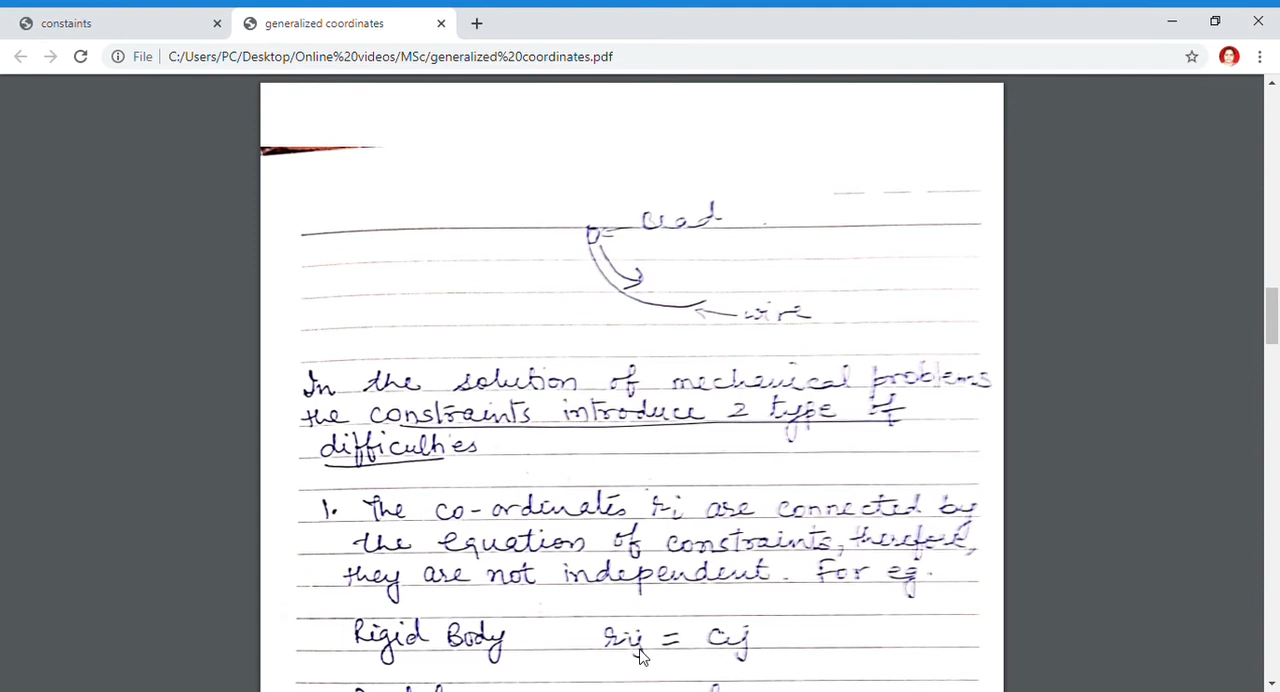 constaints
generalized coordinates
File C:/Users/PC/Desktop/Online%20videos/MSc/generalized%20coordinates.pdf
bead
wire
In the solution of mechanical problems
the constraints introduce 2 type of
difficulties
1. The co-ordinates ri are connected by
the equation of constraints, therefore,
they are not independent. For eg.
Rigid Body rij = cij